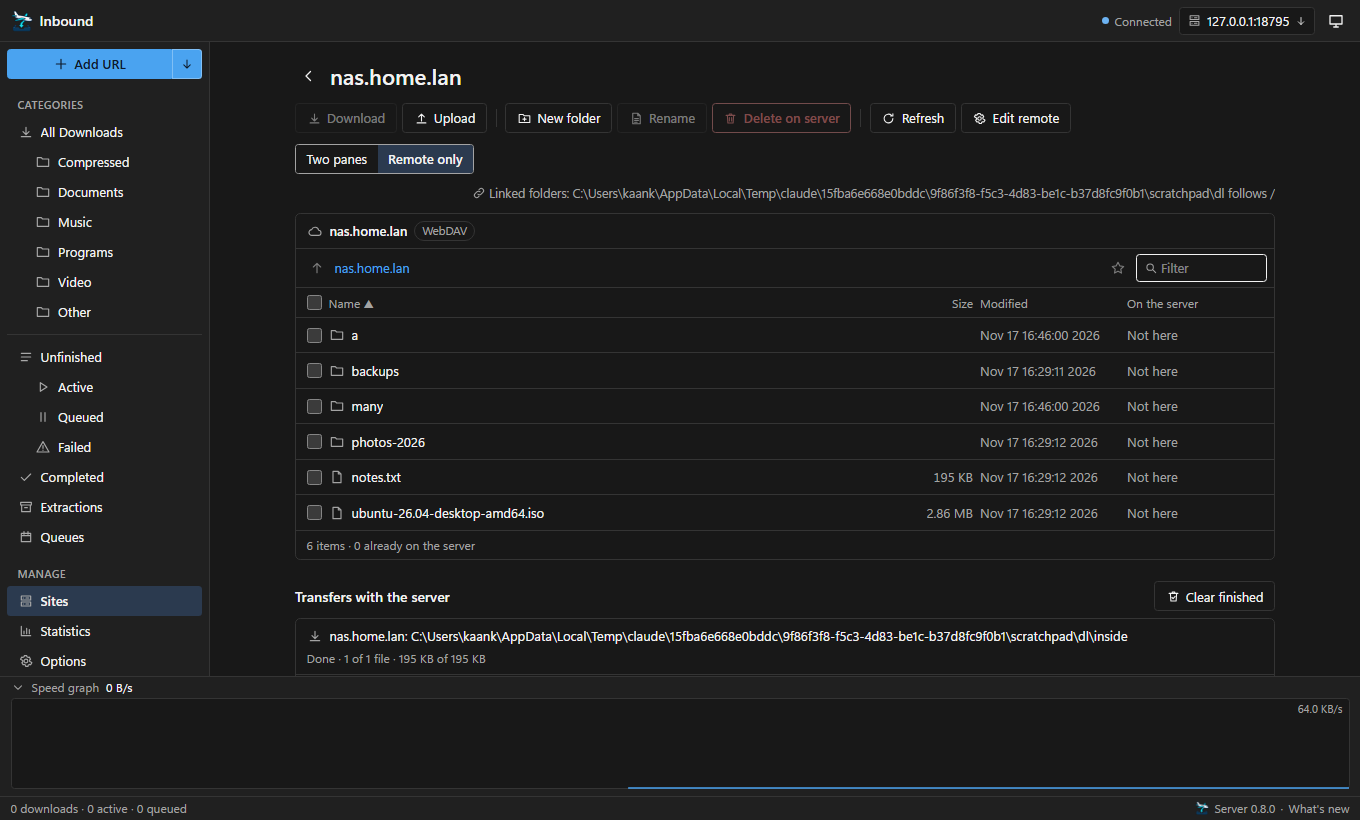 Inbound
Connected
127.0.0.1:18795
Add URL
CATEGORIES
All Downloads
Compressed
Documents
Music
Programs
Video
Other
Unfinished
Active
Queued
Failed
Completed
Extractions
Queues
MANAGE
Sites
Statistics
Options
nas.home.lan
Download Upload New folder Rename Delete on server Refresh Edit remote
Two panes Remote only
Linked folders: C:\Users\kaank\AppData\Local\Temp\claude\15fba6e668e0bddc\9f86f3f8-f5c3-4d83-be1c-b37d8fc9f0b1\scratchpad\dl follows /
nas.home.lan WebDAV
nas.home.lan Filter
Name Size Modified On the server
a Nov 17 16:46:00 2026 Not here
backups Nov 17 16:29:11 2026 Not here
many Nov 17 16:46:00 2026 Not here
photos-2026 Nov 17 16:29:12 2026 Not here
notes.txt 195 KB Nov 17 16:29:12 2026 Not here
ubuntu-26.04-desktop-amd64.iso 2.86 MB Nov 17 16:29:12 2026 Not here
6 items · 0 already on the server
Transfers with the server Clear finished
nas.home.lan: C:\Users\kaank\AppData\Local\Temp\claude\15fba6e668e0bddc\9f86f3f8-f5c3-4d83-be1c-b37d8fc9f0b1\scratchpad\dl\inside
Done · 1 of 1 file · 195 KB of 195 KB
Speed graph 0 B/s
64.0 KB/s
0 downloads · 0 active · 0 queued
Server 0.8.0 · What's new